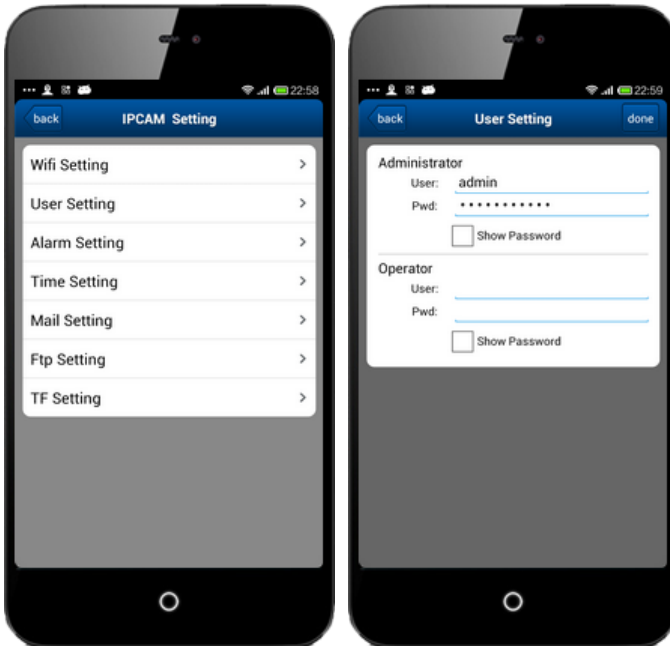 22:58
back
IPCAM Setting
Wifi Setting
User Setting
Alarm Setting
Time Setting
Mail Setting
Ftp Setting
TF Setting
22:59
back
User Setting
done
Administrator
User: admin
Pwd: •••••••••••
Show Password
Operator
User:
Pwd:
Show Password